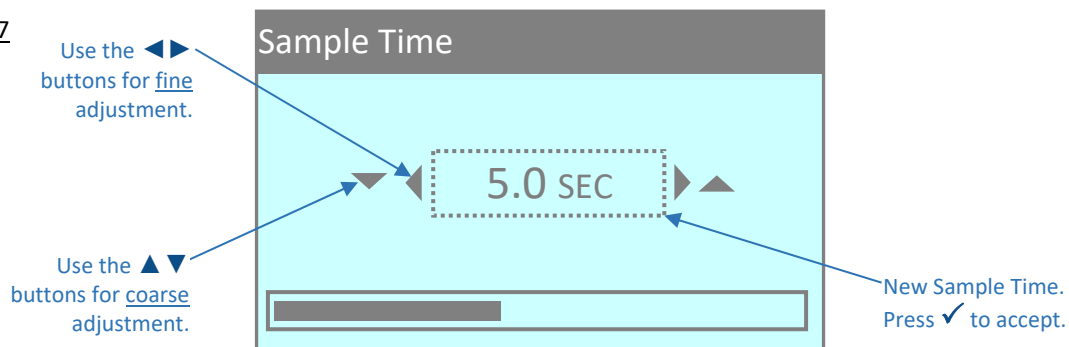 7
Sample Time
Use the ◀▶
buttons for fine
adjustment.
5.0 SEC
Use the ▲ ▼
buttons for coarse
adjustment.
New Sample Time.
Press ✓ to accept.